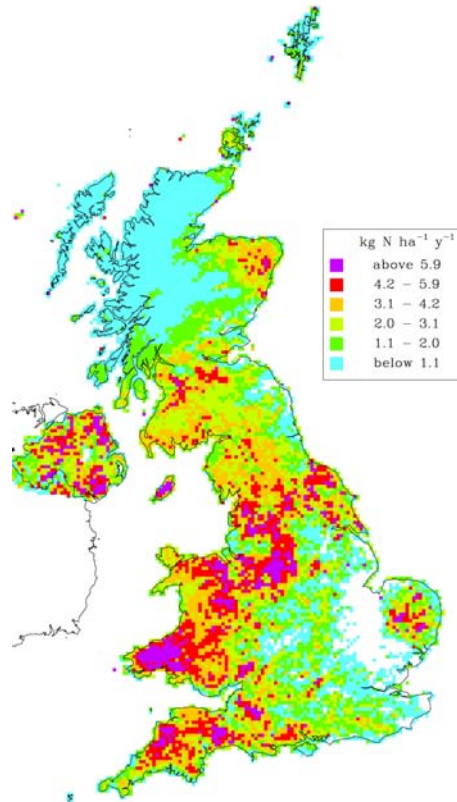 kg N ha⁻¹ y⁻¹
above 5.9
4.2 – 5.9
3.1 – 4.2
2.0 – 3.1
1.1 – 2.0
below 1.1